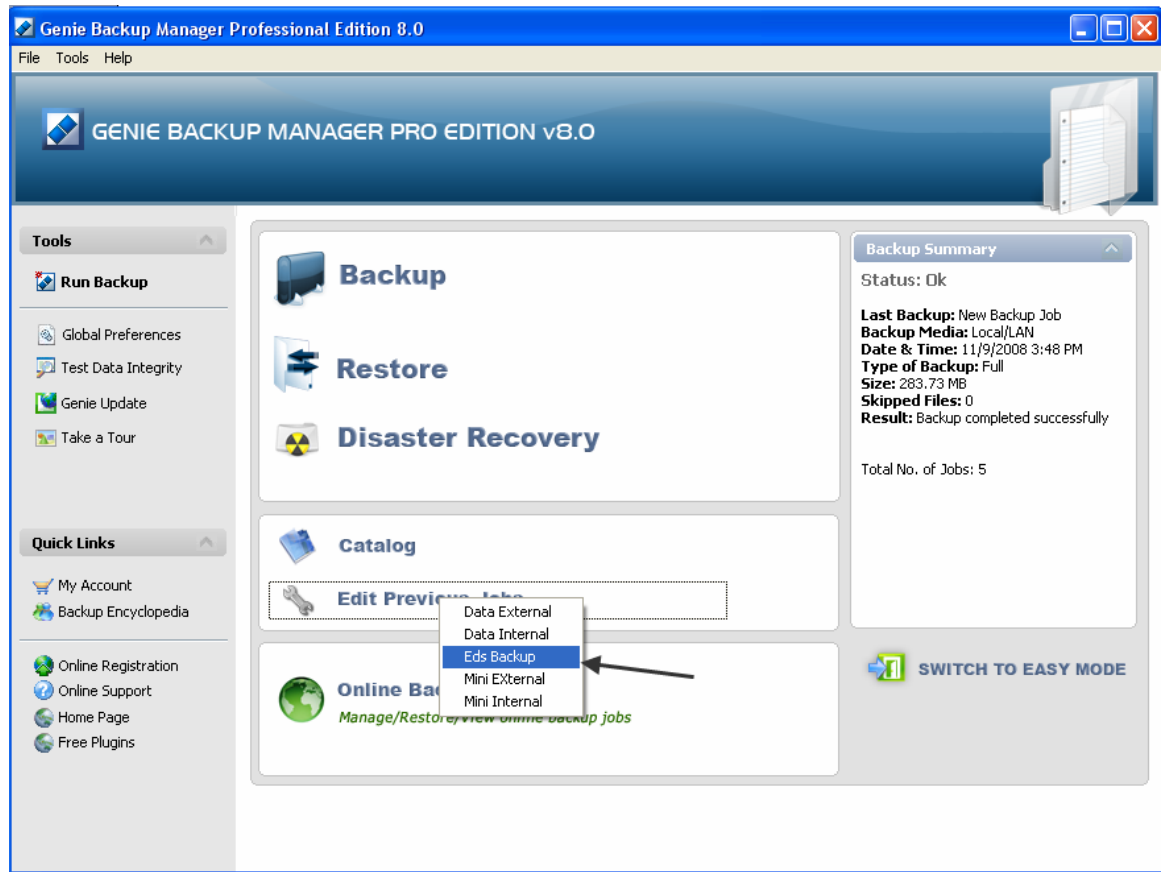 Genie Backup Manager Professional Edition 8.0
File Tools Help
GENIE BACKUP MANAGER PRO EDITION v8.0
Tools
Run Backup
Global Preferences
Test Data Integrity
Genie Update
Take a Tour
Quick Links
My Account
Backup Encyclopedia
Online Registration
Online Support
Home Page
Free Plugins
Backup
Restore
Disaster Recovery
Catalog
Edit Previous Jobs
Data External
Data Internal
Eds Backup
Mini EXternal
Mini Internal
Online
Manage/Restore/View online backup jobs
Backup Summary
Status: Ok
Last Backup: New Backup Job
Backup Media: Local/LAN
Date & Time: 11/9/2008 3:48 PM
Type of Backup: Full
Size: 283.73 MB
Skipped Files: 0
Result: Backup completed successfully
Total No. of Jobs: 5
SWITCH TO EASY MODE